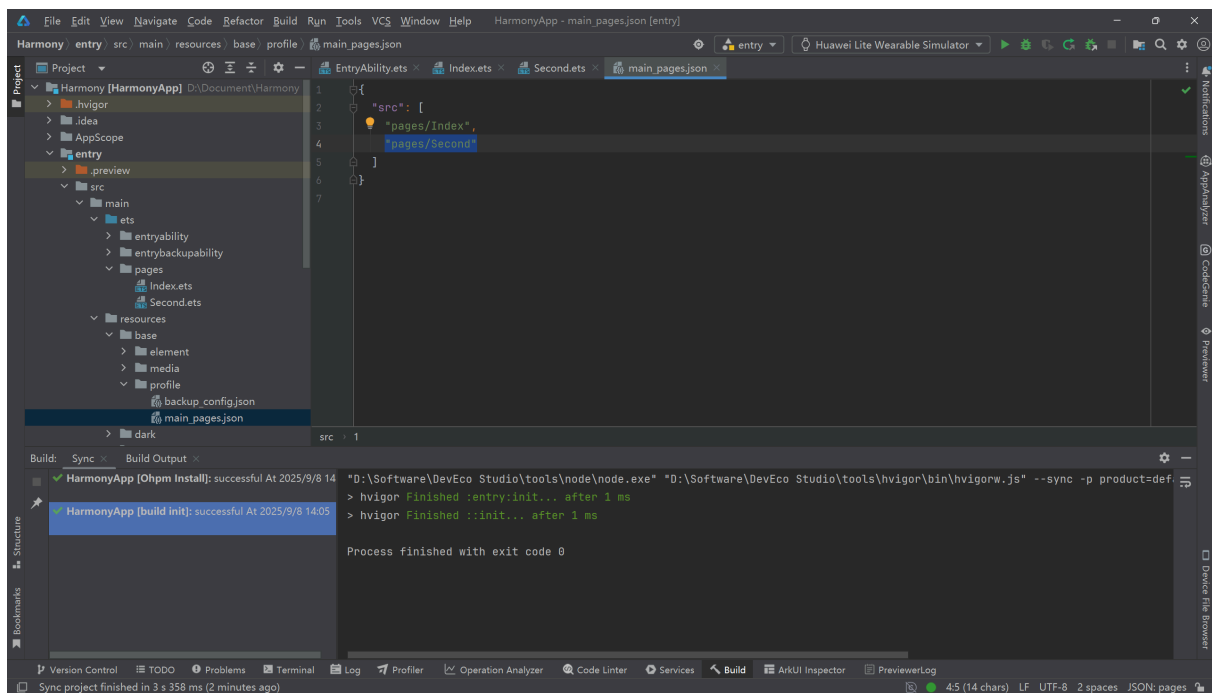 File Edit View Navigate Code Refactor Build Run Tools VCS Window Help HarmonyApp - main_pages.json [entry]
Harmony entry src main resources base profile main_pages.json
entry Huawei Lite Wearable Simulator
Project
EntryAbility.ets Index.ets Second.ets main_pages.json
Project
Harmony [HarmonyApp] D:\Document\Harmony
.hvigor
.idea
AppScope
entry
.preview
src
main
ets
entryability
entrybackupability
pages
Index.ets
Second.ets
resources
base
element
media
profile
backup_config.json
main_pages.json
dark
1 {
2 "src": [
3 "pages/Index",
4 "pages/Second"
5 ]
6 }
7
src 1
Notifications
AppAnalyzer
CodeGenie
Previewer
Device File Browser
Build: Sync Build Output
HarmonyApp [Ohpm Install]: successful At 2025/9/8 14
HarmonyApp [build init]: successful At 2025/9/8 14:05
"D:\Software\DevEco Studio\tools\node\node.exe" "D:\Software\DevEco Studio\tools\hvigor\bin\hvigorw.js" --sync -p product=def
> hvigor Finished :entry:init... after 1 ms
> hvigor Finished ::init... after 1 ms
Process finished with exit code 0
Structure
Bookmarks
Version Control TODO Problems Terminal Log Profiler Operation Analyzer Code Linter Services Build ArkUI Inspector PreviewerLog
Sync project finished in 3 s 358 ms (2 minutes ago)
4:5 (14 chars) LF UTF-8 2 spaces JSON: pages